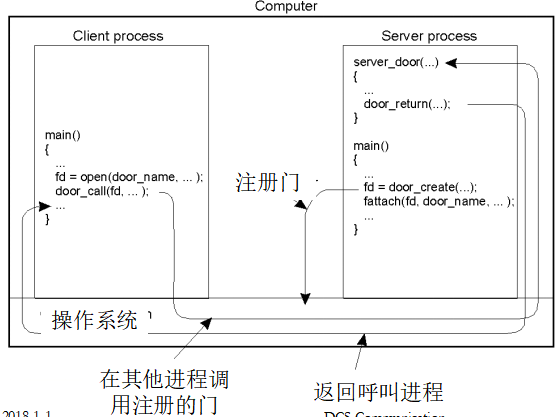 Computer
Client process
Server process
server_door(...)
{
...
door_return(...);
}
main()
{
...
fd = door_create(...);
fattach(fd, door_name, ... );
...
}
main()
{
...
fd = open(door_name, ... );
door_call(fd, ... );
...
}
注册门
操作系统
在其他进程调
用注册的门
返回呼叫进程